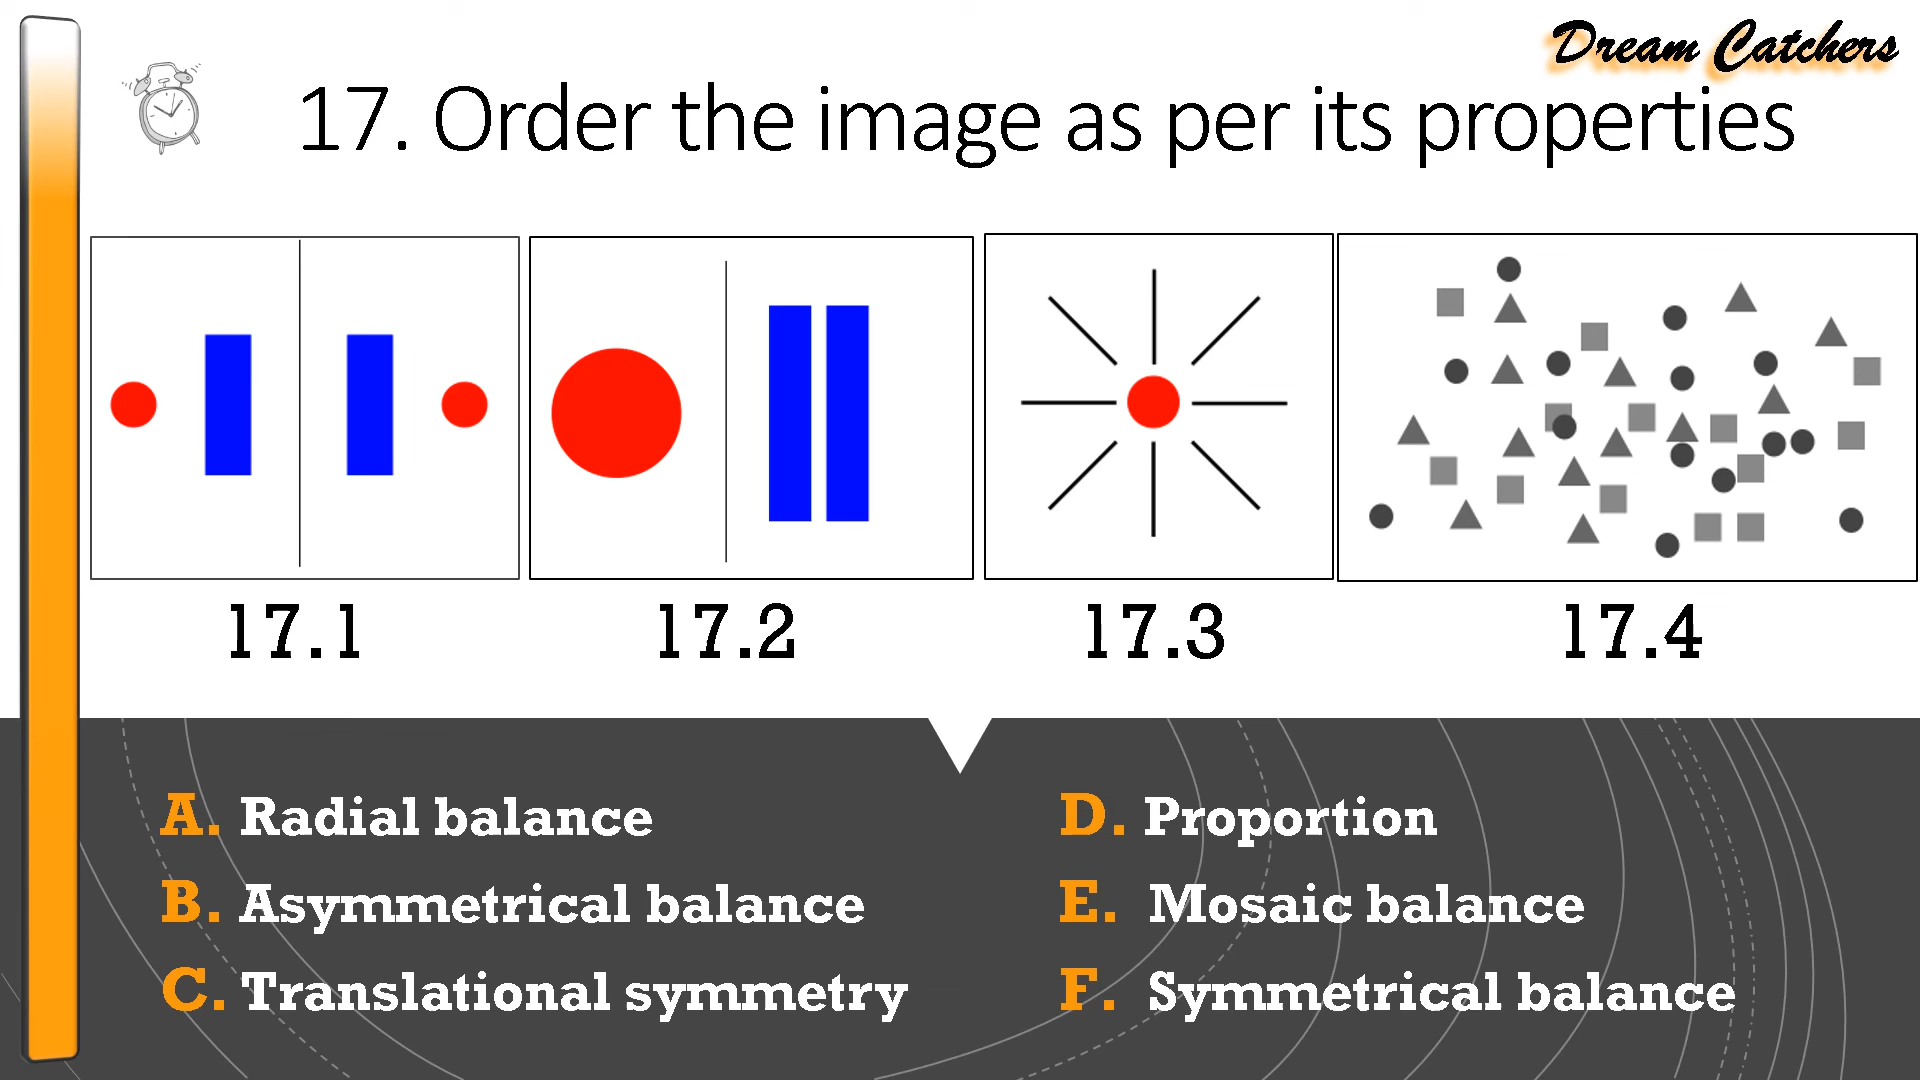 Dream Catchers
17. Order the image as per its properties
17.1
17.2
17.3
17.4
A. Radial balance
B. Asymmetrical balance
C. Translational symmetry
D. Proportion
E. Mosaic balance
F. Symmetrical balance